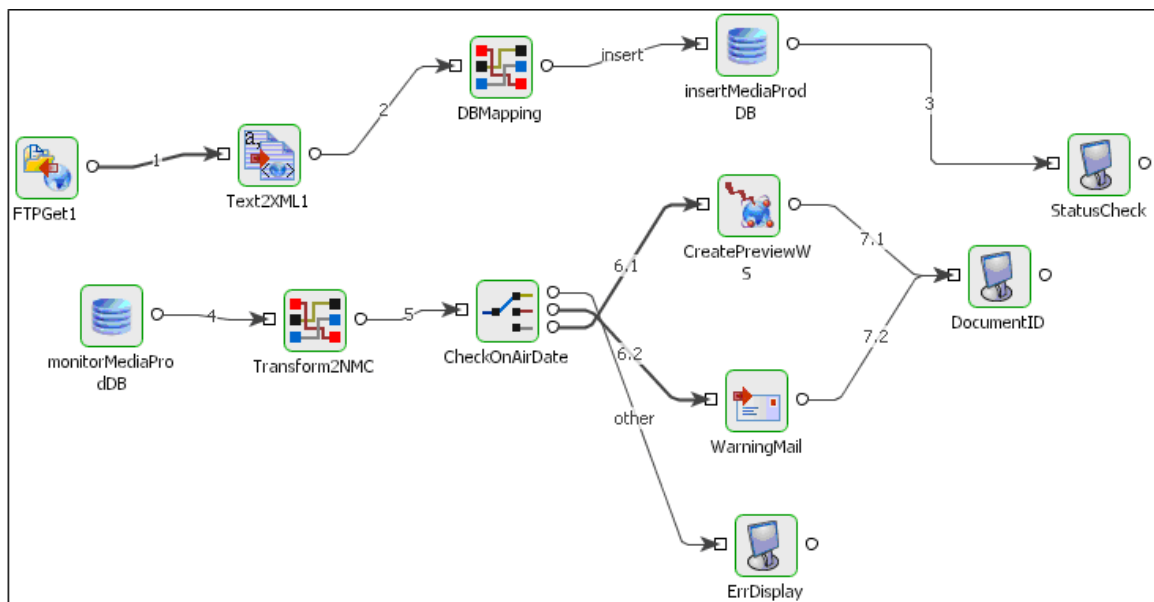 insert
insertMediaProd
DB
DBMapping
2
3
a,
1
FTPGet1
Text2XML1
StatusCheck
CreatePreviewW
S
6.1
7.1
4
5
DocumentID
monitorMediaPro
dDB
Transform2NMC
CheckOnAirDate
6.2
7.2
other
WarningMail
ErrDisplay